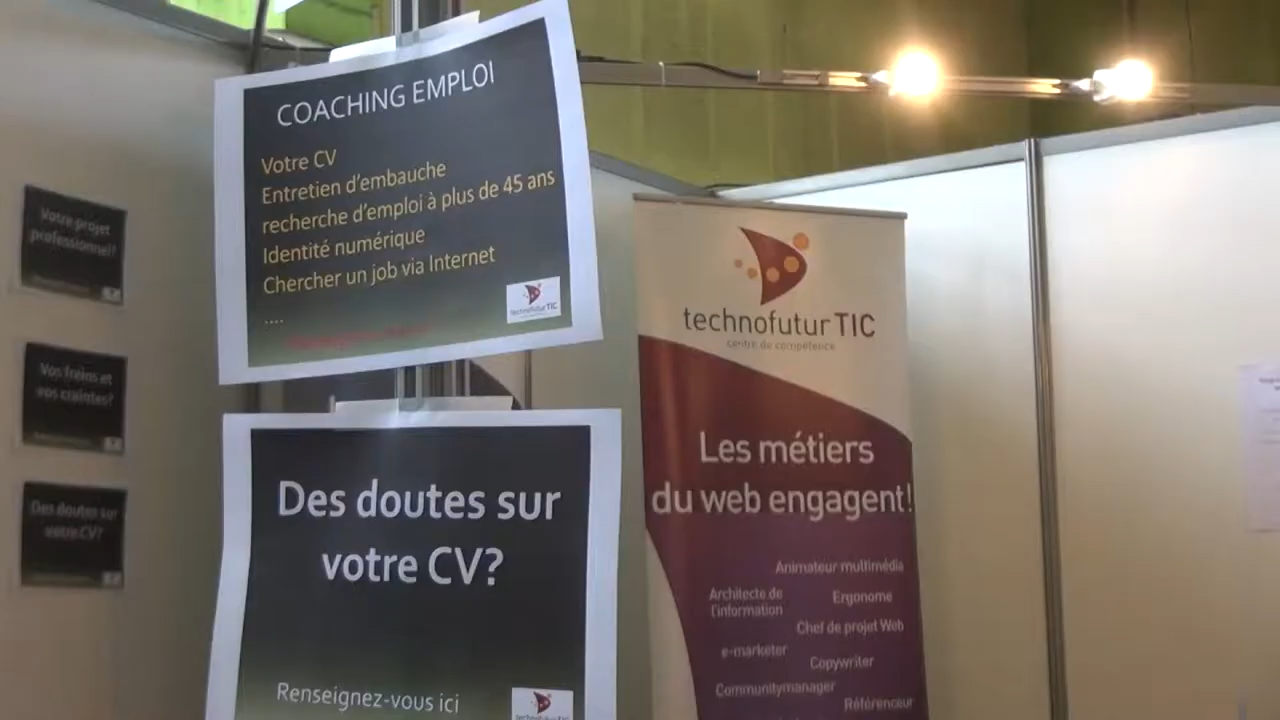 COACHING EMPLOI
Votre CV
Entretien d'embauche
recherche d'emploi à plus de 45 ans
Identité numérique
Chercher un job via Internet
....
technofutur TIC
Des doutes sur
votre CV?
Renseignez-vous ici
technofutur TIC
Votre projet
professionnel?
Vos freins et
vos craintes?
Des doutes sur
votre CV?
technofutur TIC
centre de compétence
Les métiers
du web engagent!
Animateur multimédia
Architecte de
l'information
Ergonome
Chef de projet Web
e-marketer
Copywriter
Communitymanager
Référenceur